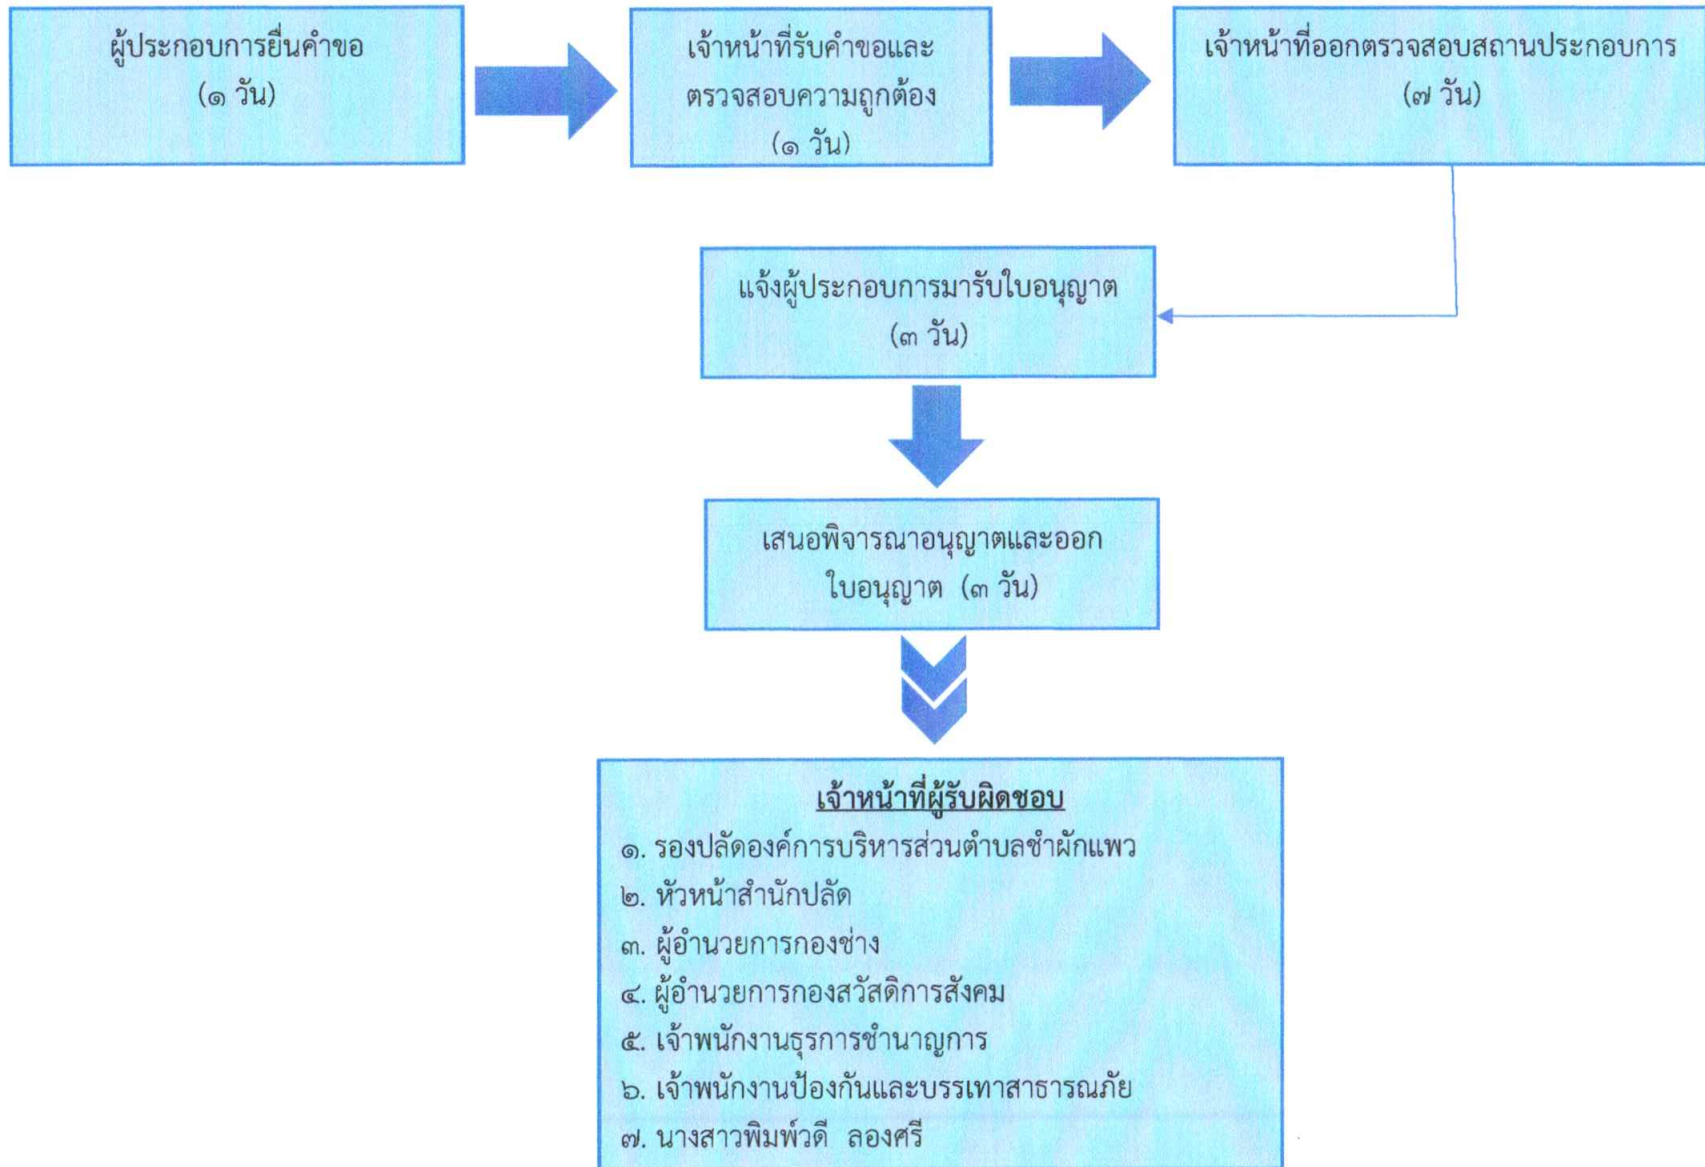 ผู้ประกอบการยื่นคำขอ
(๑ วัน)
เจ้าหน้าที่รับคำขอและ
ตรวจสอบความถูกต้อง
(๑ วัน)
เจ้าหน้าที่ออกตรวจสอบสถานประกอบการ
(๗ วัน)
แจ้งผู้ประกอบการมารับใบอนุญาต
(๓ วัน)
เสนอพิจารณาอนุญาตและออก
ใบอนุญาต (๓ วัน)
เจ้าหน้าที่ผู้รับผิดชอบ
๑. รองปลัดองค์การบริหารส่วนตำบลชำผักแพว
๒. หัวหน้าสำนักปลัด
๓. ผู้อำนวยการกองช่าง
๔. ผู้อำนวยการกองสวัสดิการสังคม
๕. เจ้าพนักงานธุรการชำนาญการ
๖. เจ้าพนักงานป้องกันและบรรเทาสาธารณภัย
๗. นางสาวพิมพ์วดี ลองศรี